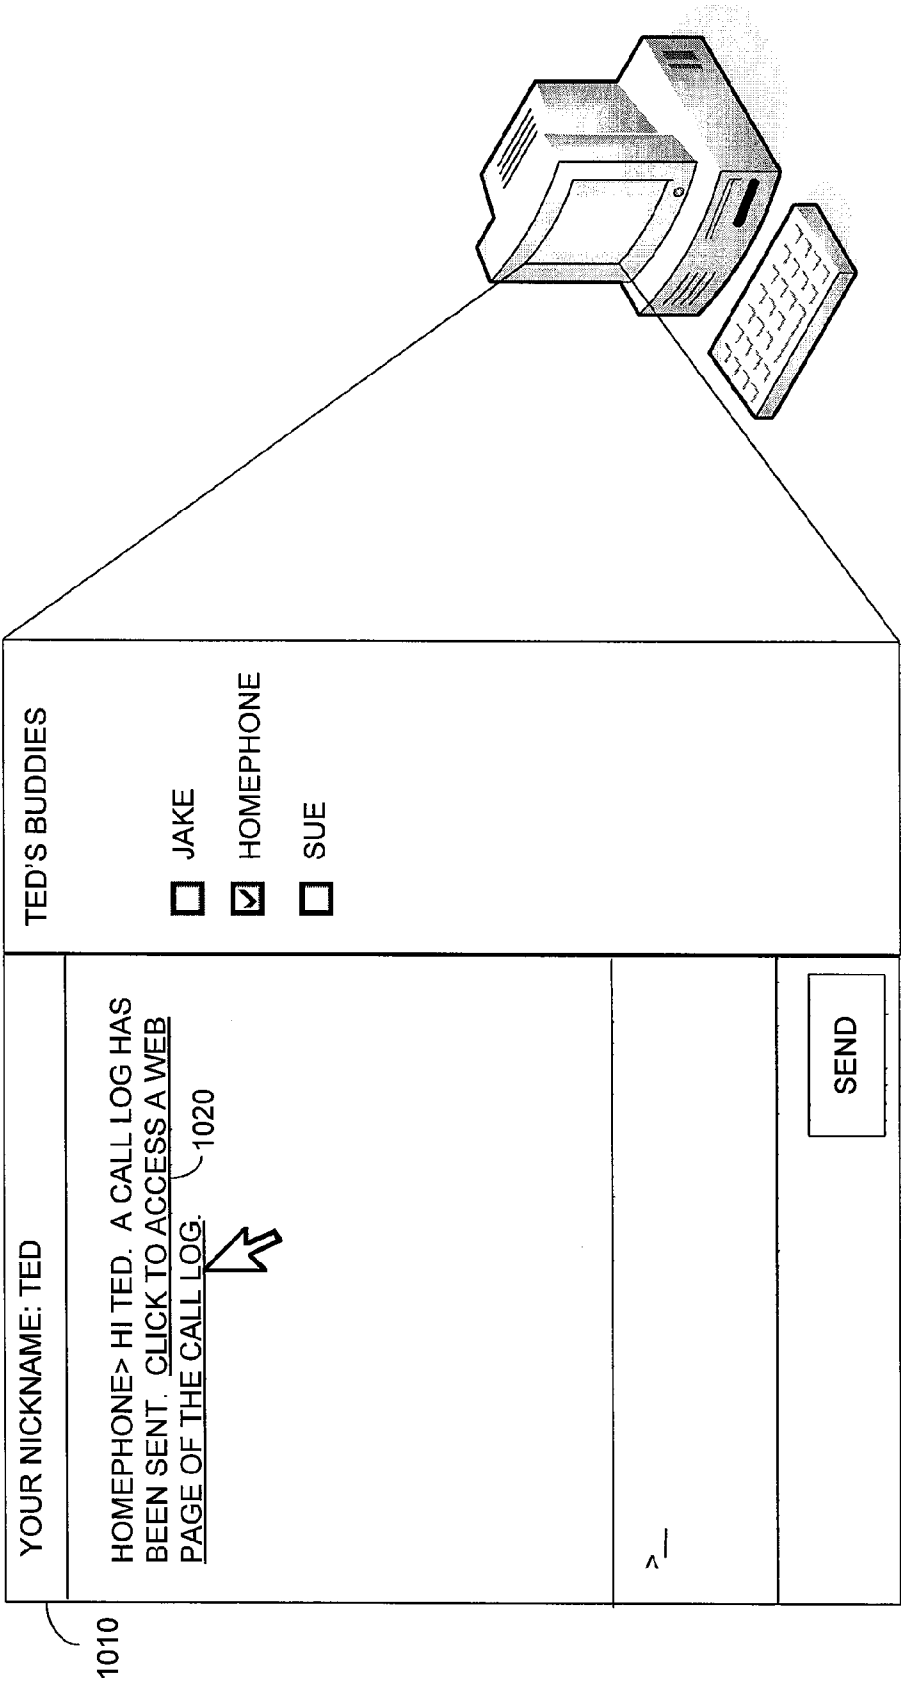 YOUR NICKNAME: TED
HOMEPHONE> HI TED. A CALL LOG HAS
BEEN SENT. CLICK TO ACCESS A WEB
PAGE OF THE CALL LOG.
>_
SEND
TED'S BUDDIES
JAKE
HOMEPHONE
SUE
1010
1020